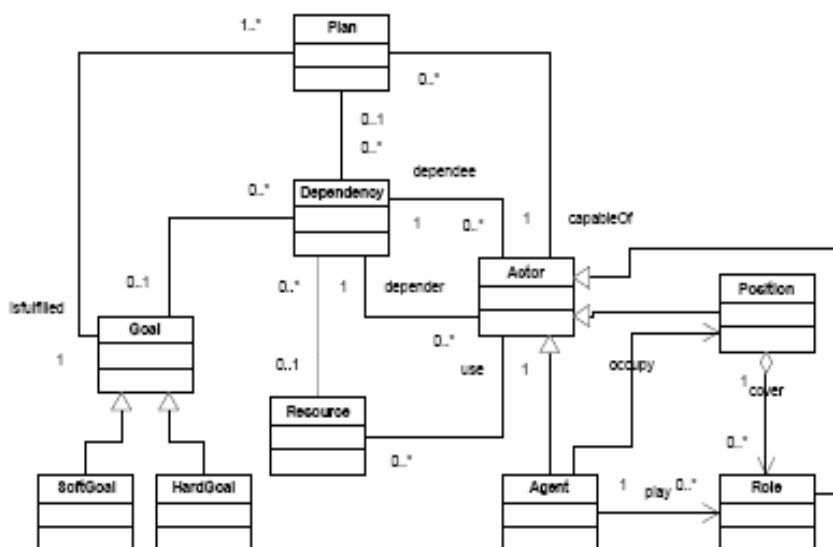 1..*
Plan
0..*
0..1
0..*
dependee
0..*
Dependency
1
0..*
1
capableOf
Actor
0..1
0..*
1
depender
Position
isfulfilled
Goal
1
0..*
use
1
occupy
1
cover
0..1
Resource
0..*
0..*
SoftGoal
HardGoal
Agent
1
play
0..*
Role